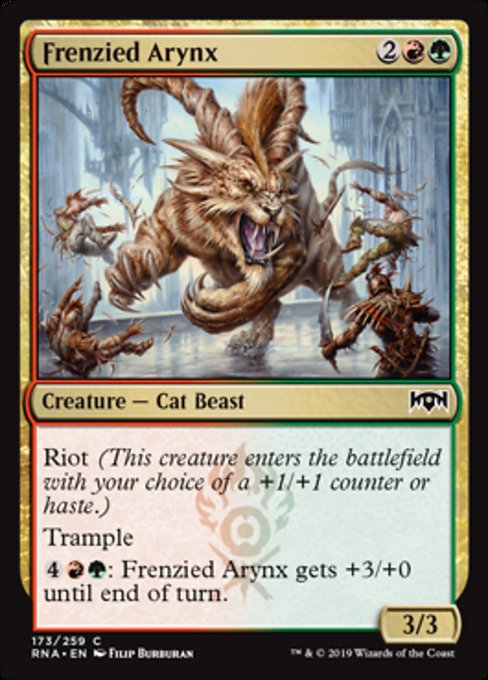 Frenzied Arynx 2
Creature — Cat Beast
Riot (This creature enters the battlefield
with your choice of a +1/+1 counter or
haste.)
Trample
4 : Frenzied Arynx gets +3/+0
until end of turn.
3/3
173/259 C
RNA • EN Filip Burburan
™ & © 2019 Wizards of the Coast